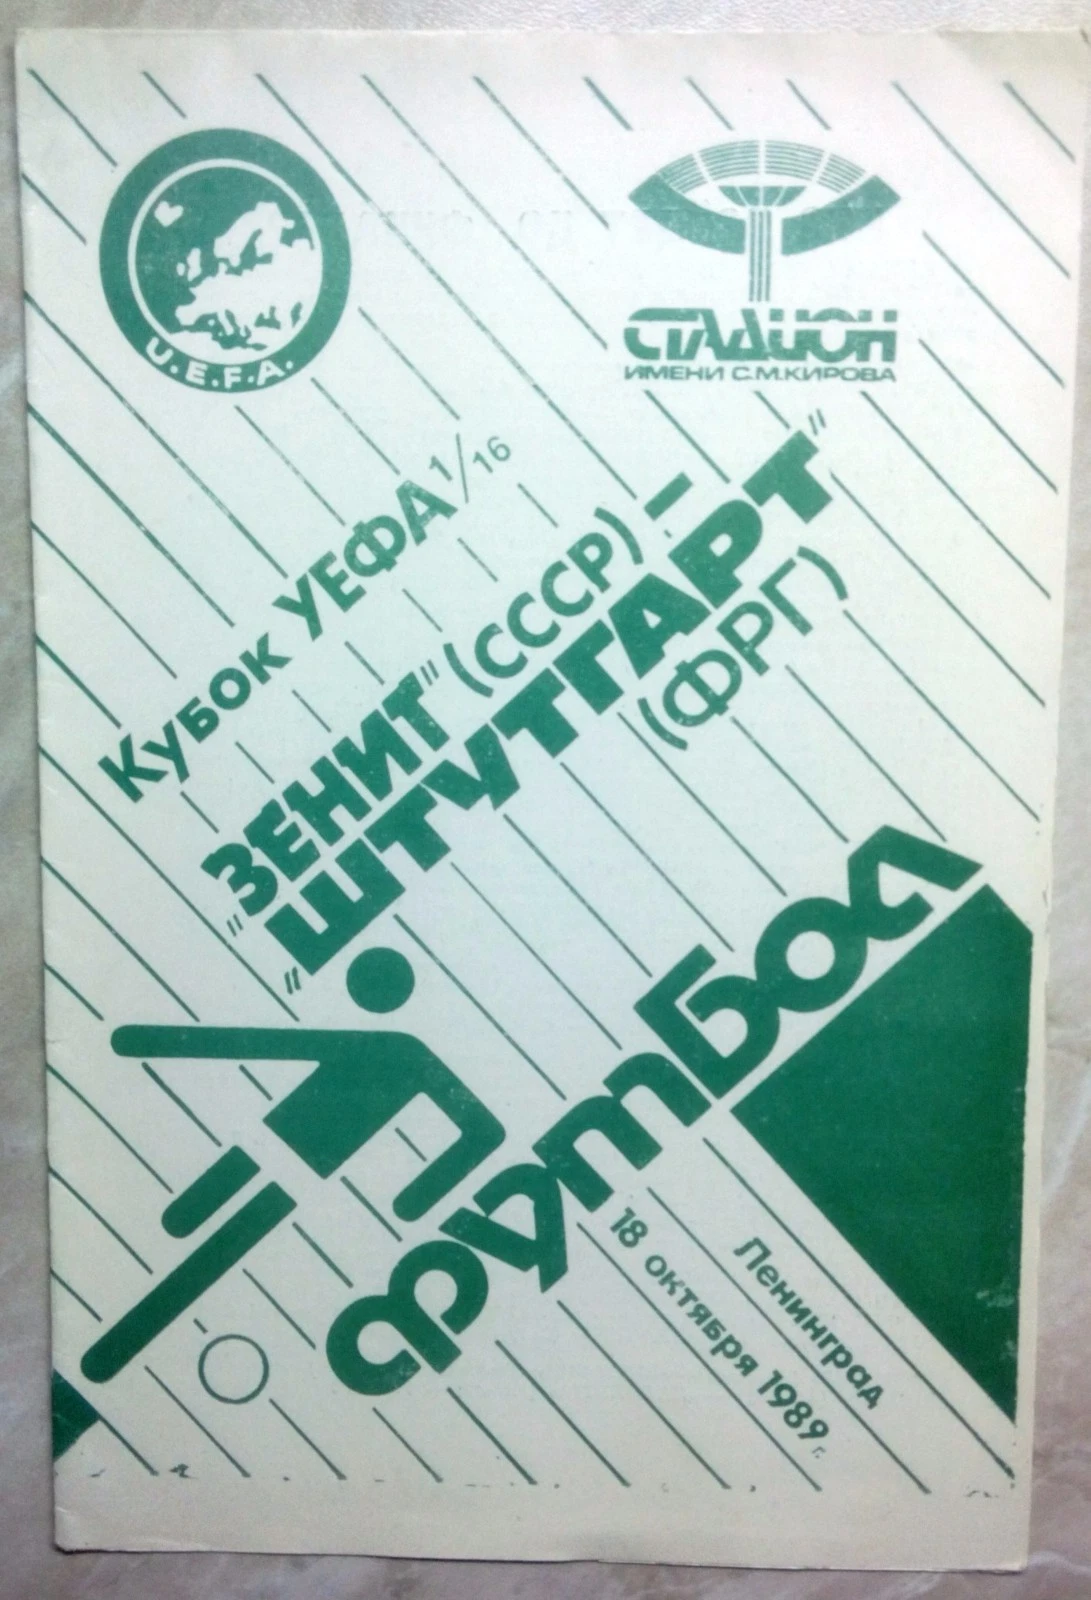 U.E.F.A.
СТАДИОН
ИМЕНИ С.М.КИРОВА
Кубок УЕФА 1/16
"ЗЕНИТ" (СССР) –
"ШТУТГАРТ"
(ФРГ)
футбол
Ленинград
18 октября 1989 г.